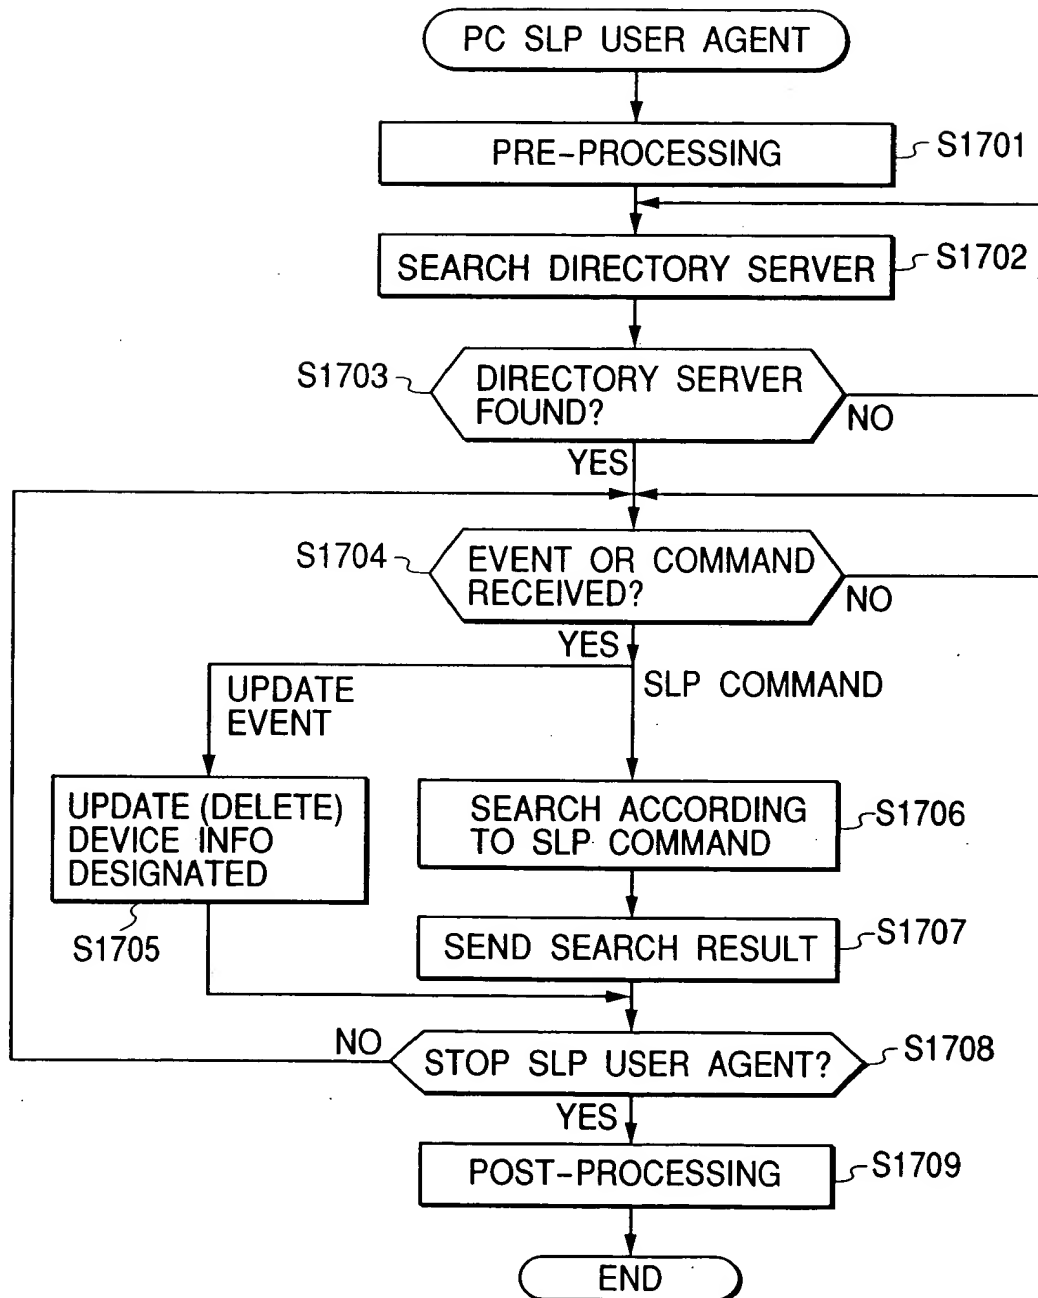 PC SLP USER AGENT
PRE-PROCESSING
S1701
SEARCH DIRECTORY SERVER
S1702
S1703
DIRECTORY SERVER
FOUND?
NO
YES
S1704
EVENT OR COMMAND
RECEIVED?
NO
YES
UPDATE
EVENT
SLP COMMAND
UPDATE (DELETE)
DEVICE INFO
DESIGNATED
S1705
SEARCH ACCORDING
TO SLP COMMAND
S1706
SEND SEARCH RESULT
S1707
NO
STOP SLP USER AGENT?
S1708
YES
POST-PROCESSING
S1709
END